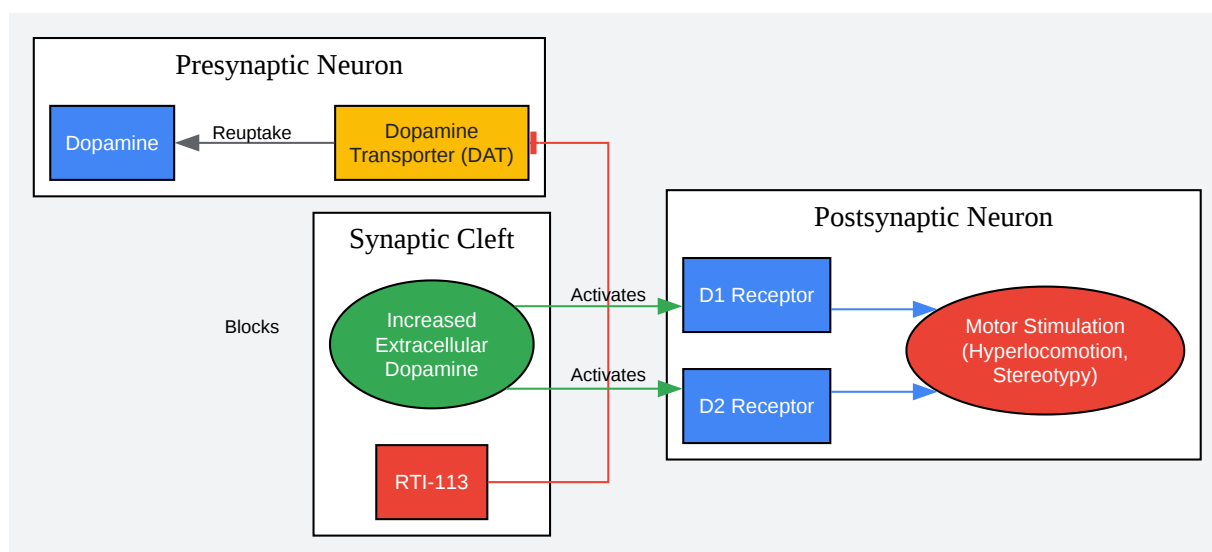 Presynaptic Neuron
Dopamine
Reuptake
Dopamine
Transporter (DAT)
Synaptic Cleft
Increased
Extracellular
Dopamine
RTI-113
Blocks
Activates
Activates
Postsynaptic Neuron
D1 Receptor
D2 Receptor
Motor Stimulation
(Hyperlocomotion,
Stereotypy)